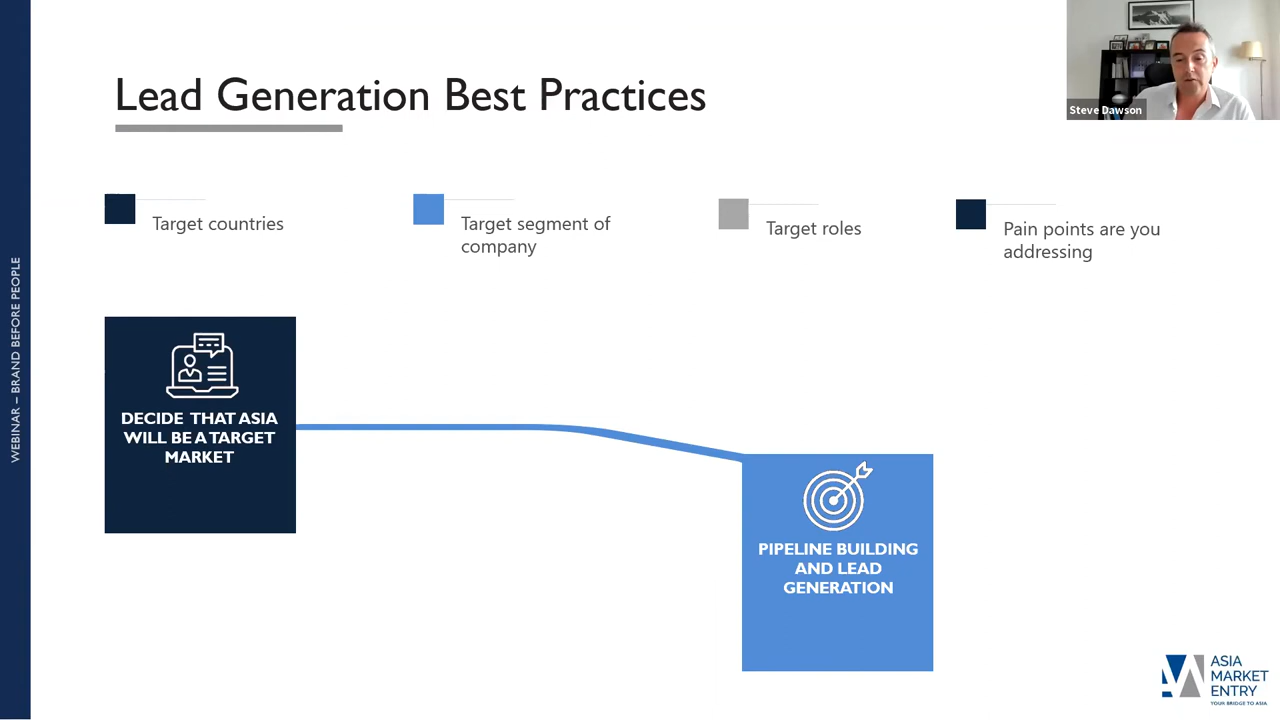 Lead Generation Best Practices
Steve Dawson
Target countries
Target segment of
company
Target roles
Pain points are you
addressing
WEBINAR – BRAND BEFORE PEOPLE
DECIDE THAT ASIA
WILL BE A TARGET
MARKET
PIPELINE BUILDING
AND LEAD
GENERATION
ASIA
MARKET
ENTRY
YOUR BRIDGE TO ASIA